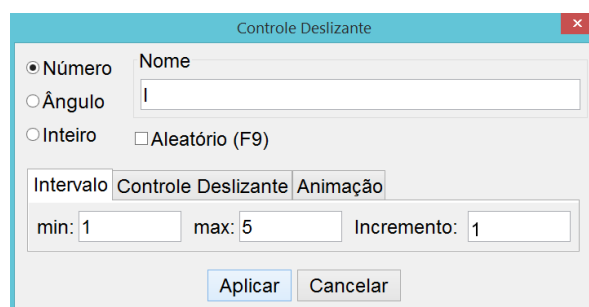 Controle Deslizante
Número
Nome
I
Ângulo
Inteiro
Aleatório (F9)
Intervalo Controle Deslizante Animação
min: 1 max: 5 Incremento: 1
Aplicar Cancelar